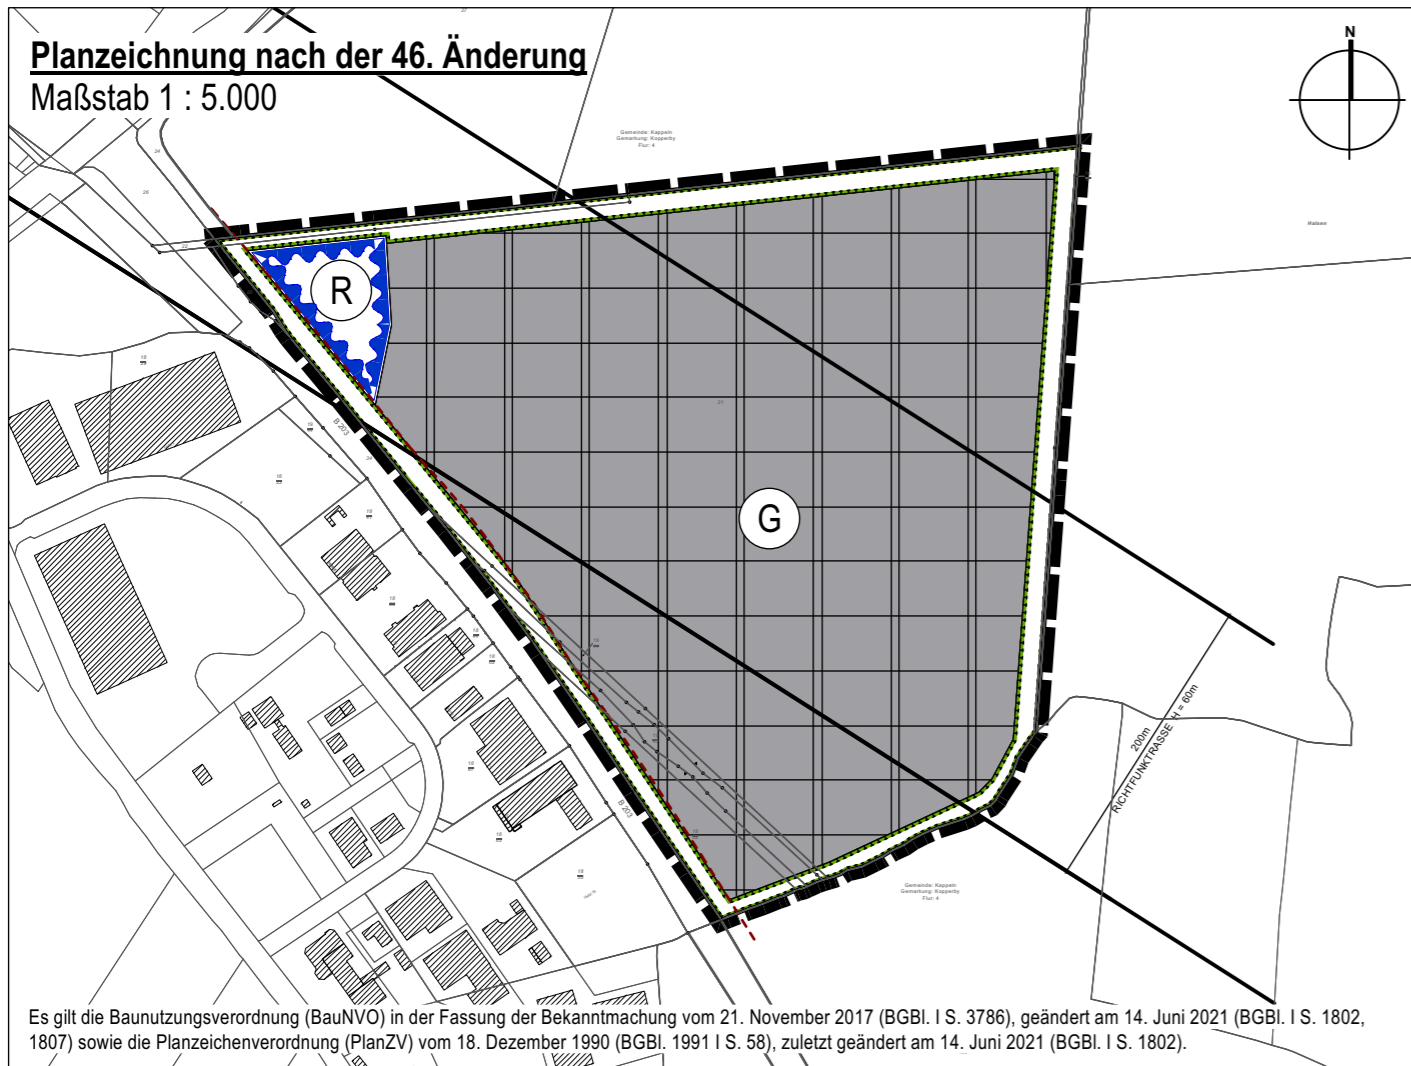 Planzeichnung nach der 46. Änderung
Maßstab 1 : 5.000
N
Gemeinde: Kappeln
Gemarkung: Kopperby
Flur: 4
R
B 203
G
200m
RICHTFUNKTRASSE H = 60m
B 203
Gemeinde: Kappeln
Gemarkung: Kopperby
Flur: 4
Es gilt die Baunutzungsverordnung (BauNVO) in der Fassung der Bekanntmachung vom 21. November 2017 (BGBl. I S. 3786), geändert am 14. Juni 2021 (BGBl. I S. 1802,
1807) sowie die Planzeichenverordnung (PlanZV) vom 18. Dezember 1990 (BGBl. 1991 I S. 58), zuletzt geändert am 14. Juni 2021 (BGBl. I S. 1802).